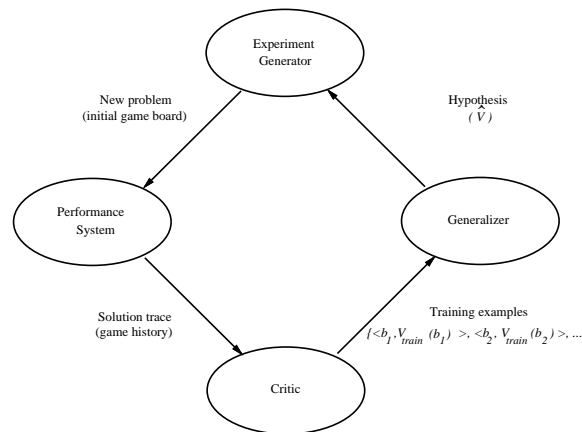 Experiment
Generator
New problem
(initial game board)
Hypothesis
( V̂ )
Performance
System
Generalizer
Solution trace
(game history)
Training examples
{<b1, Vtrain (b1) >, <b2, Vtrain (b2) >, ...
Critic